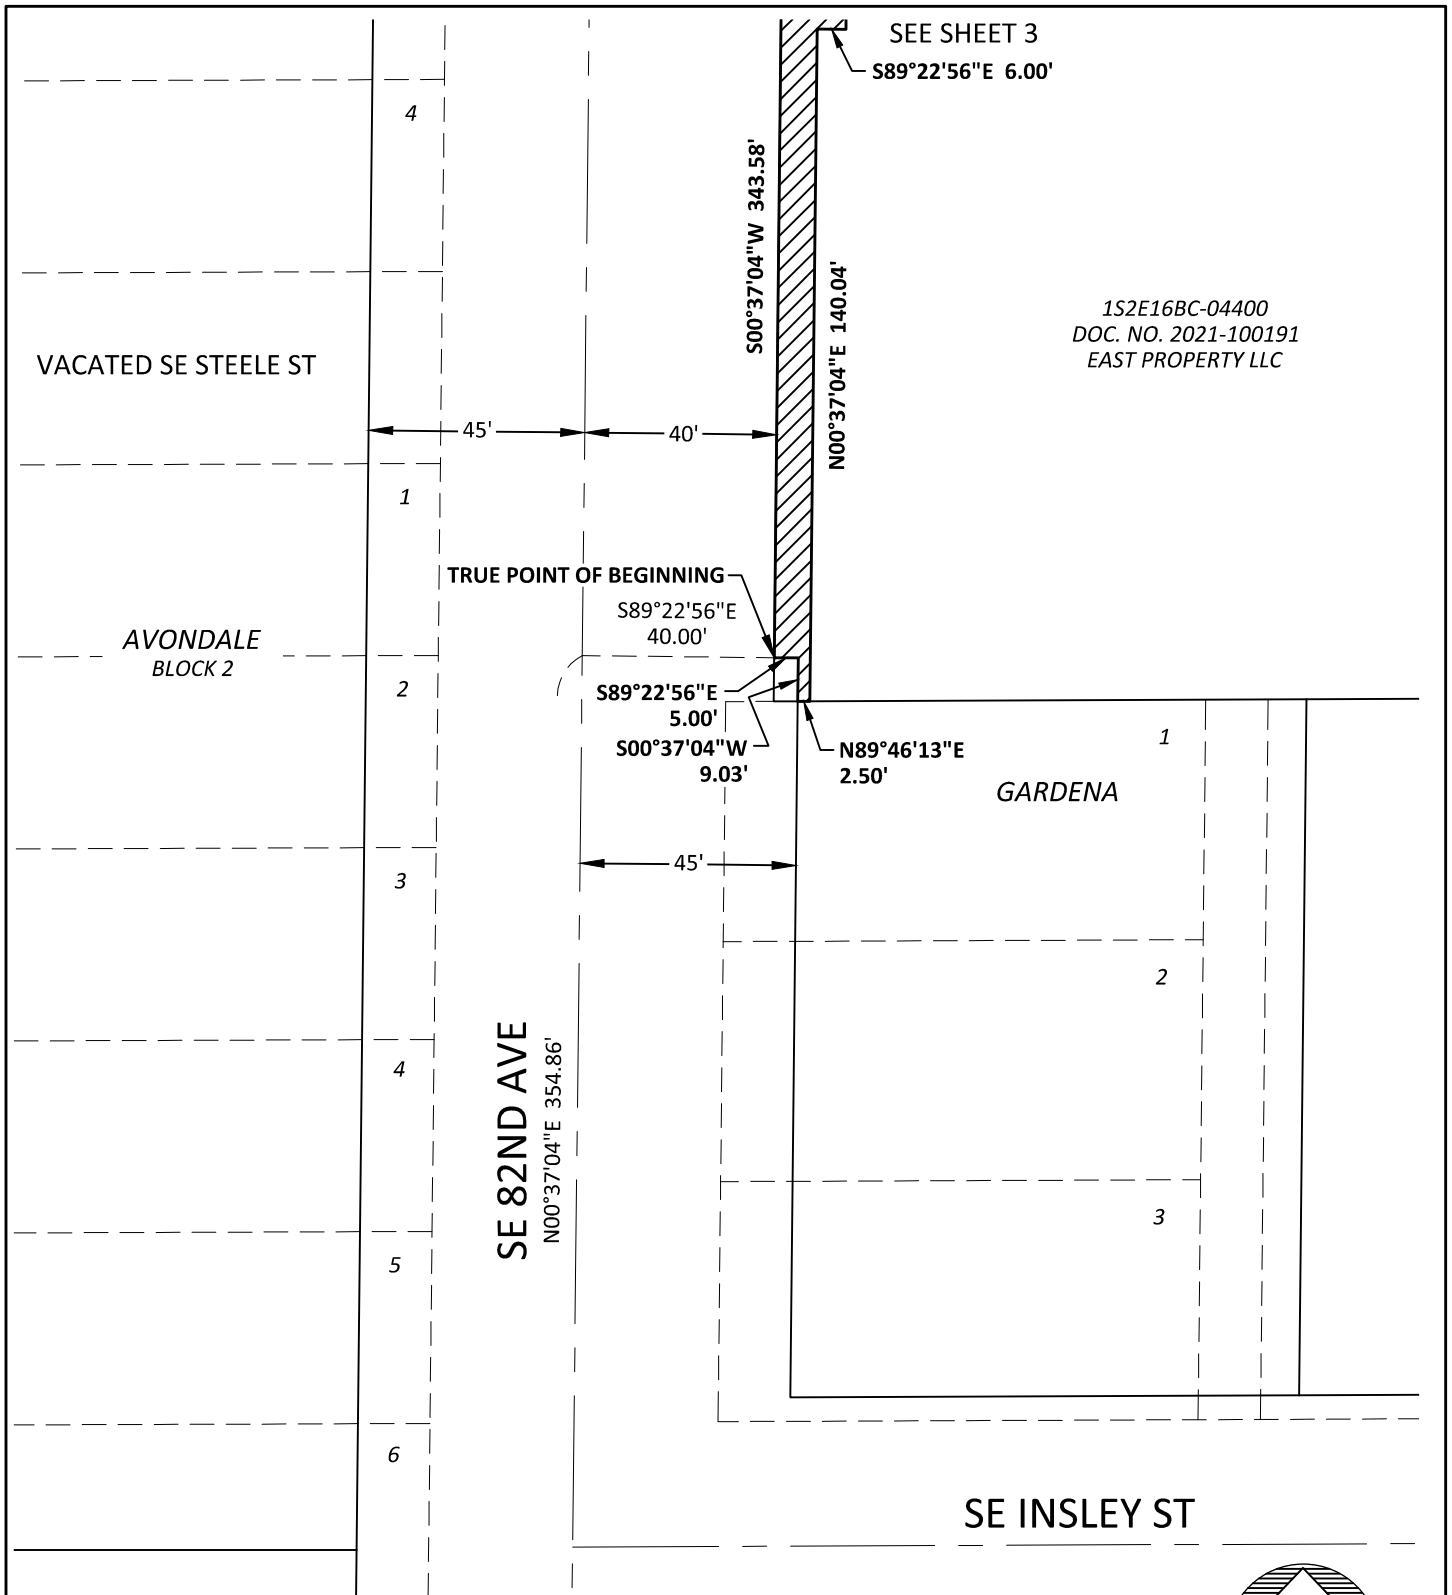 SEE SHEET 3
S89°22'56"E 6.00'
4
S00°37'04"W 343.58'
N00°37'04"E 140.04'
1S2E16BC-04400
DOC. NO. 2021-100191
EAST PROPERTY LLC
VACATED SE STEELE ST
45'
40'
1
TRUE POINT OF BEGINNING
S89°22'56"E
40.00'
AVONDALE
BLOCK 2
2
S89°22'56"E
5.00'
S00°37'04"W
9.03'
N89°46'13"E
2.50'
1
GARDENA
45'
3
2
SE 82ND AVE
N00°37'04"E 354.86'
4
3
5
6
SE INSLEY ST